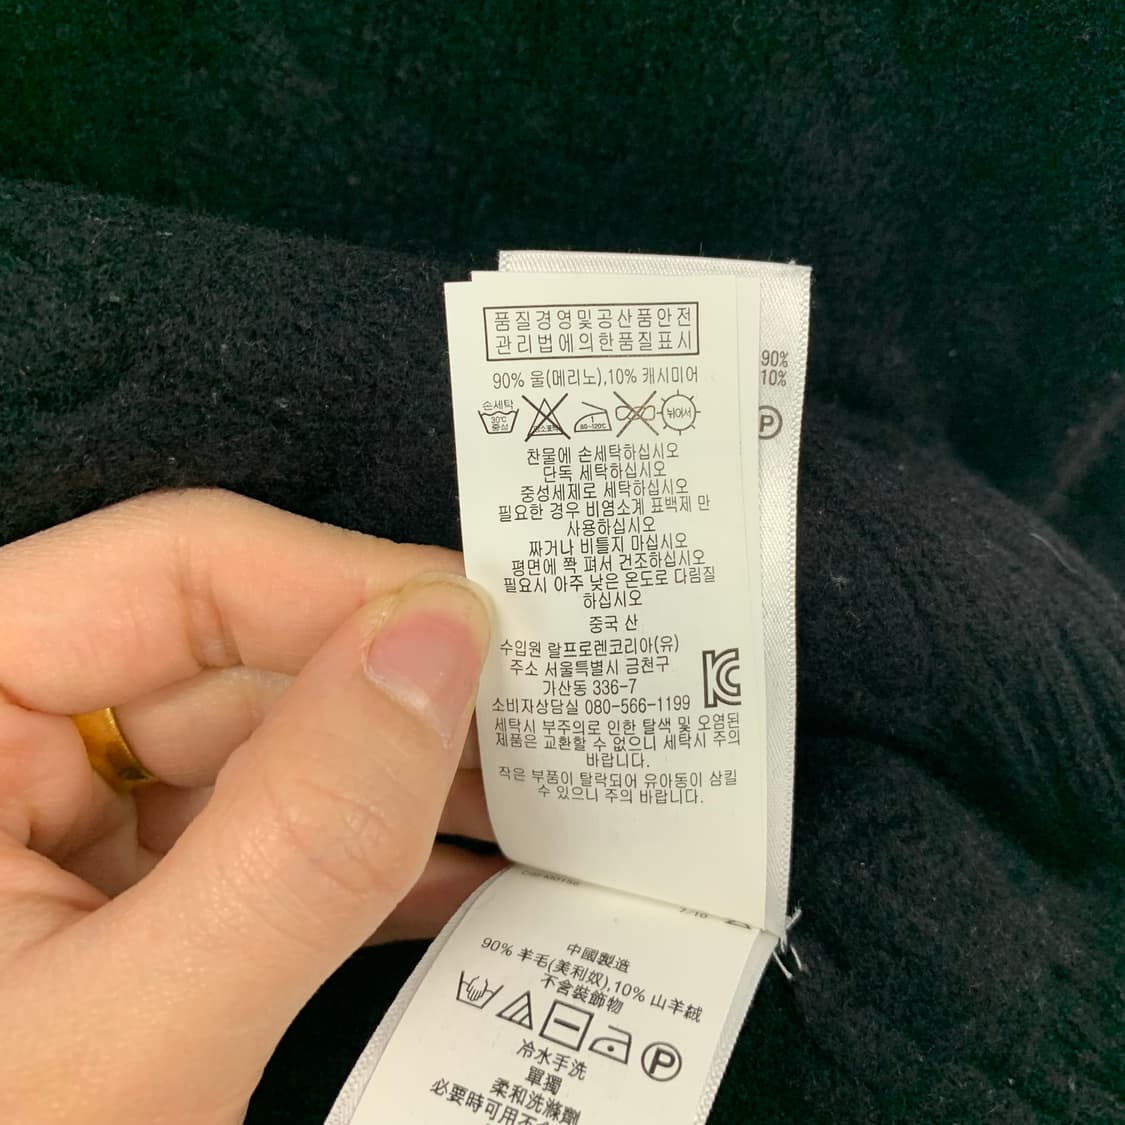 품질경영및공산품안전
관리법에의한품질표시
90% 울(메리노),10% 캐시미어
손세탁
30℃
중성
1
80~120℃
뉘어서
찬물에 손세탁하십시오
단독 세탁하십시오
중성세제로 세탁하십시오
필요한 경우 비염소계 표백제 만
사용하십시오
짜거나 비틀지 마십시오
평면에 쫙 펴서 건조하십시오
필요시 아주 낮은 온도로 다림질
하십시오
중국 산
수입원 랄프로렌코리아(유)
주소 서울특별시 금천구
가산동 336-7
소비자상담실 080-566-1199
세탁시 부주의로 인한 탈색 및 오염된
제품은 교환할 수 없으니 세탁시 주의
바랍니다.
작은 부품이 탈락되어 유아동이 삼킬
수 있으니 주의 바랍니다.
90%
10%
P
7/10
中國製造
90% 羊毛(美利奴),10% 山羊絨
不含裝飾物
P
冷水手洗
單獨
柔和洗滌劑
必要時可用不